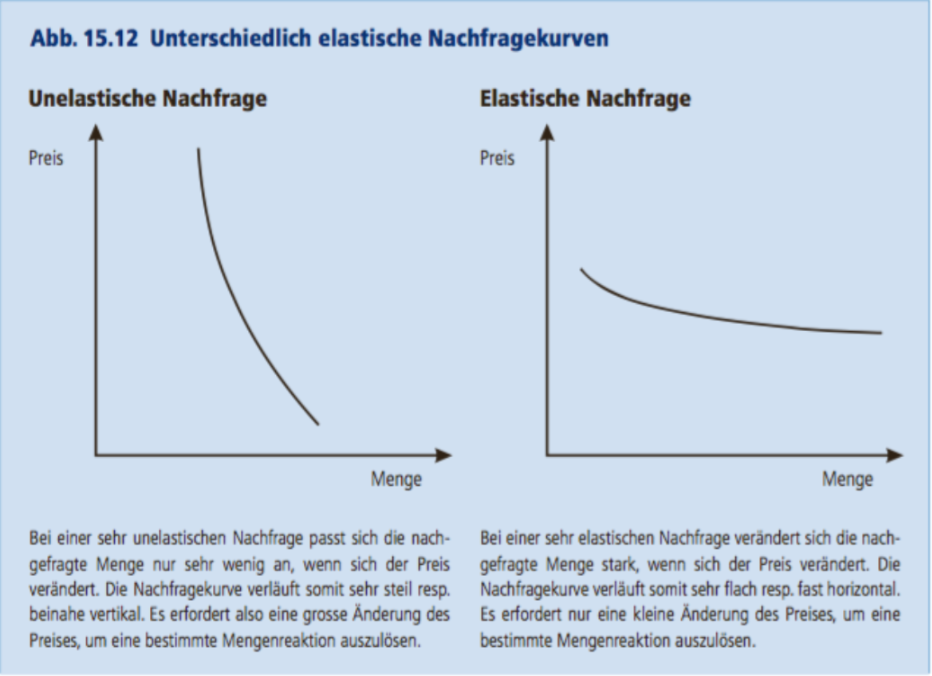 Abb. 15.12 Unterschiedlich elastische Nachfragekurven
Unelastische Nachfrage
Preis
Menge
Bei einer sehr unelastischen Nachfrage passt sich die nach-
gefragte Menge nur sehr wenig an, wenn sich der Preis
verändert. Die Nachfragekurve verläuft somit sehr steil resp.
beinahe vertikal. Es erfordert also eine grosse Änderung des
Preises, um eine bestimmte Mengenreaktion auszulösen.
Elastische Nachfrage
Preis
Menge
Bei einer sehr elastischen Nachfrage verändert sich die nach-
gefragte Menge stark, wenn sich der Preis verändert. Die
Nachfragekurve verläuft somit sehr flach resp. fast horizontal.
Es erfordert nur eine kleine Änderung des Preises, um eine
bestimmte Mengenreaktion auszulösen.